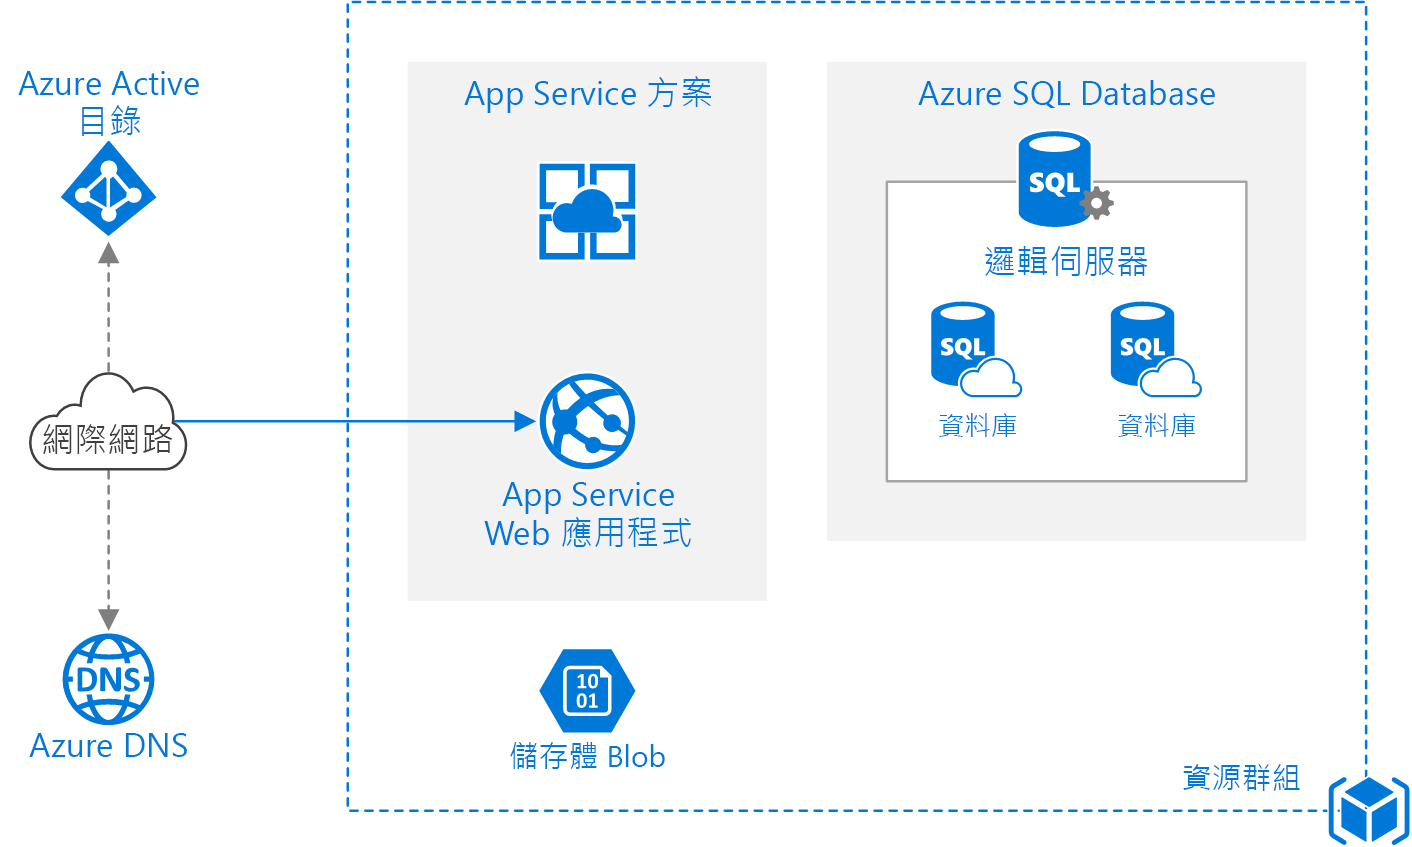 Azure Active
目錄
網際網路
DNS
Azure DNS
App Service 方案
App Service
Web 應用程式
10
01
儲存體 Blob
Azure SQL Database
SQL
邏輯伺服器
SQL
資料庫
SQL
資料庫
資源群組